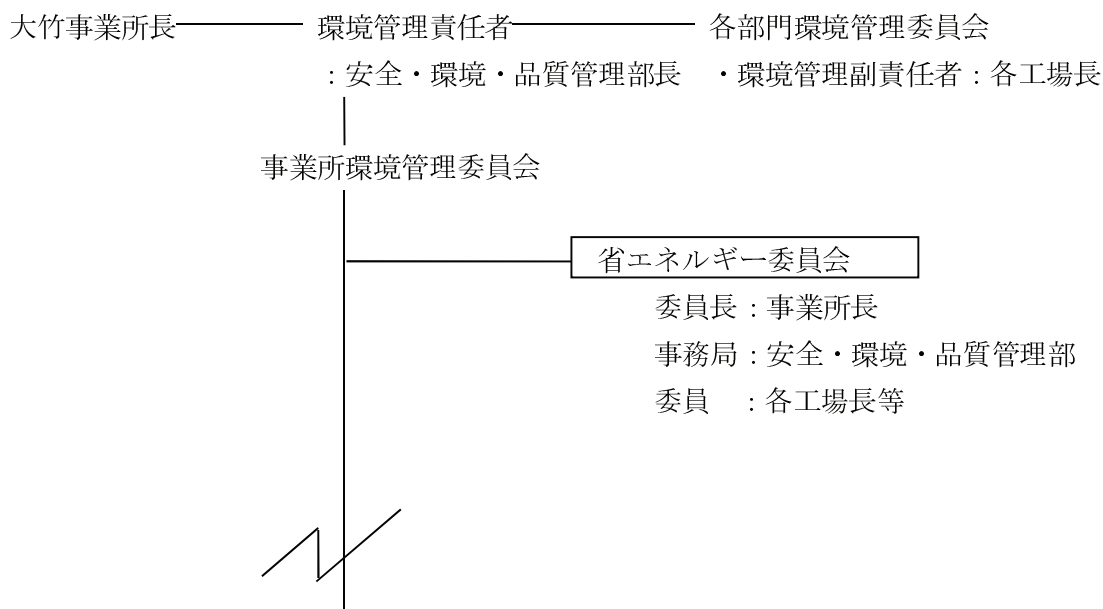 大竹事業所長 環境管理責任者 各部門環境管理委員会
：安全・環境・品質管理部長 ・環境管理副責任者：各工場長
事業所環境管理委員会
省エネルギー委員会
委員長：事業所長
事務局：安全・環境・品質管理部
委員　：各工場長等